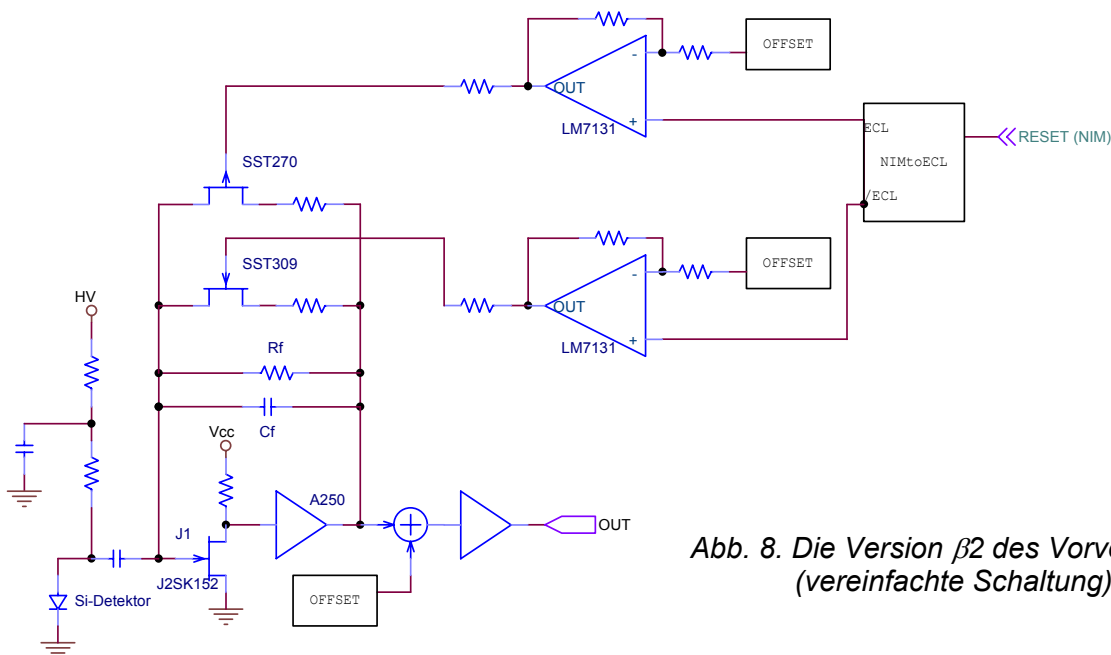 OFFSET
-
OUT
+
LM7131
ECL
NIMtoECL
/ECL
RESET (NIM)
SST270
SST309
-
OUT
+
LM7131
OFFSET
HV
Rf
Cf
Vcc
A250
J1
J2SK152
Si-Detektor
OFFSET
OUT
Abb. 8. Die Version β2 des
(vereinfachte Schaltung)